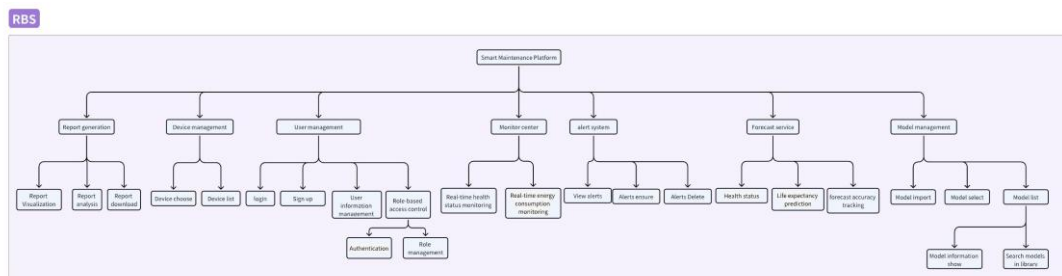 RBS
Smart Maintenance Platform
Report generation
Device management
User management
Monitor center
alert system
Forecast service
Model management
Report
Visualization
Report
analysis
Report
download
Device choose
Device list
login
Sign up
User
information
management
Role-based
access control
Real-time health
status monitoring
Real-time energy
consumption
monitoring
View alerts
Alerts ensure
Alerts Delete
Health status
Life expectancy
prediction
forecast accuracy
tracking
Model import
Model select
Model list
Authentication
Role
management
Model information
show
Search models
in librarx